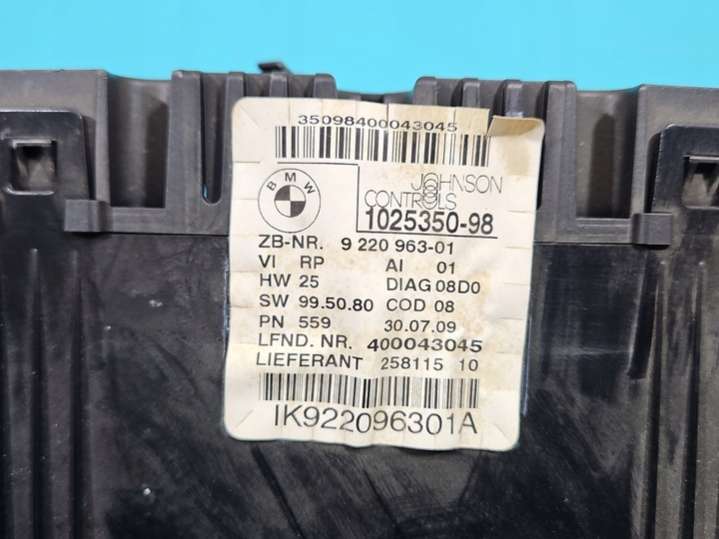 35098400043045
BMW
JOHNSON
CONTROLS
1025350-98
ZB-NR. 9 220 963-01
VI RP AI 01
HW 25 DIAG 08D0
SW 99.50.80 COD 08
PN 559 30.07.09
LFND. NR. 400043045
LIEFERANT 258115 10
IK922096301A